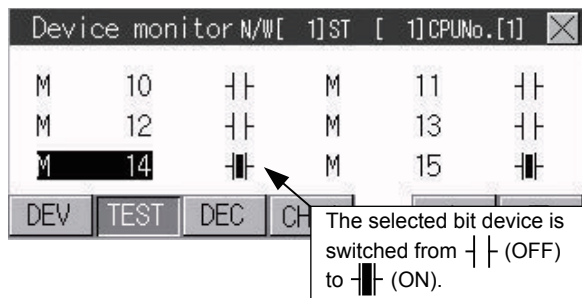 Device monitor N/W[ 1]ST [ 1]CPUNo.[1]
M 10 M 11
M 12 M 13
M 14 M 15
DEV TEST DEC
The selected bit device is
switched from (OFF)
to (ON).